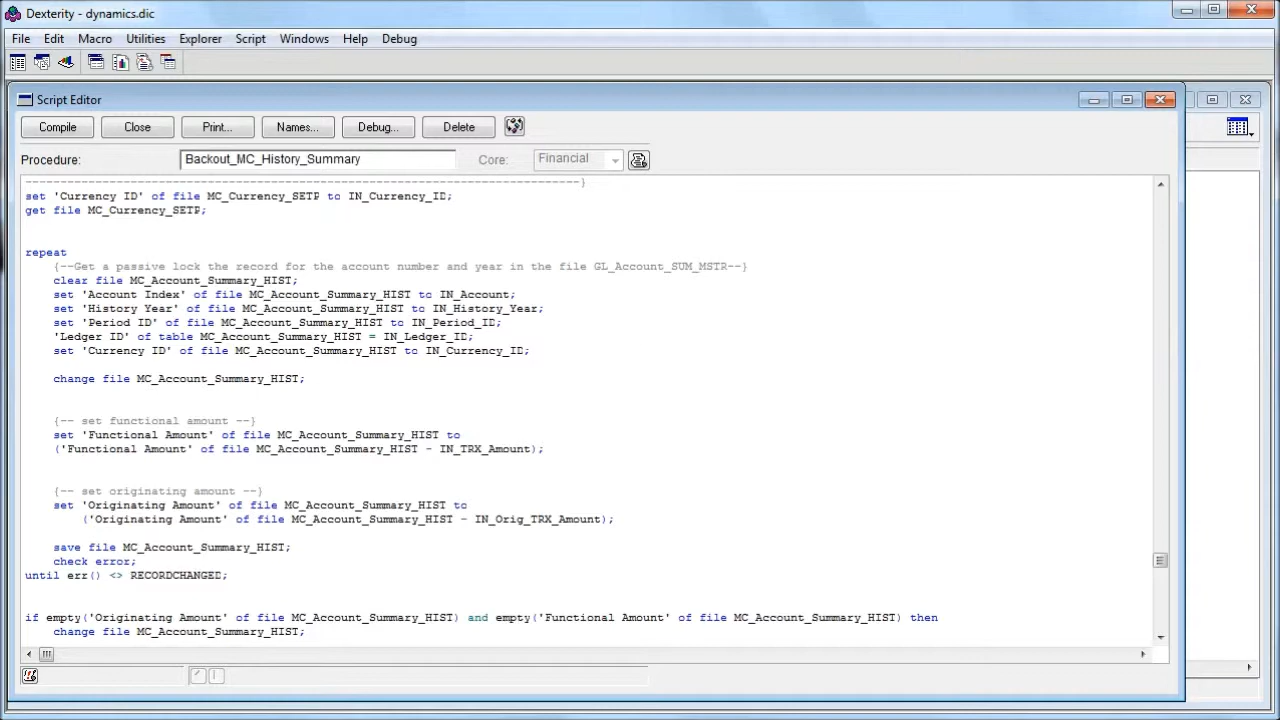 Dexterity - dynamics.dic
File Edit Macro Utilities Explorer Script Windows Help Debug
Script Editor
Compile Close Print... Names... Debug... Delete
Procedure: Backout_MC_History_Summary Core: Financial
--------------------------------------------------------------------------------}
set 'Currency ID' of file MC_Currency_SETP to IN_Currency_ID;
get file MC_Currency_SETP;
repeat
{--Get a passive lock the record for the account number and year in the file GL_Account_SUM_MSTR--}
clear file MC_Account_Summary_HIST;
set 'Account Index' of file MC_Account_Summary_HIST to IN_Account;
set 'History Year' of file MC_Account_Summary_HIST to IN_History_Year;
set 'Period ID' of file MC_Account_Summary_HIST to IN_Period_ID;
'Ledger ID' of table MC_Account_Summary_HIST = IN_Ledger_ID;
set 'Currency ID' of file MC_Account_Summary_HIST to IN_Currency_ID;
change file MC_Account_Summary_HIST;
{-- set functional amount --}
set 'Functional Amount' of file MC_Account_Summary_HIST to
('Functional Amount' of file MC_Account_Summary_HIST - IN_TRX_Amount);
{-- set originating amount --}
set 'Originating Amount' of file MC_Account_Summary_HIST to
('Originating Amount' of file MC_Account_Summary_HIST - IN_Orig_TRX_Amount);
save file MC_Account_Summary_HIST;
check error;
until err() <> RECORDCHANGED;
if empty('Originating Amount' of file MC_Account_Summary_HIST) and empty('Functional Amount' of file MC_Account_Summary_HIST) then
change file MC_Account_Summary_HIST;